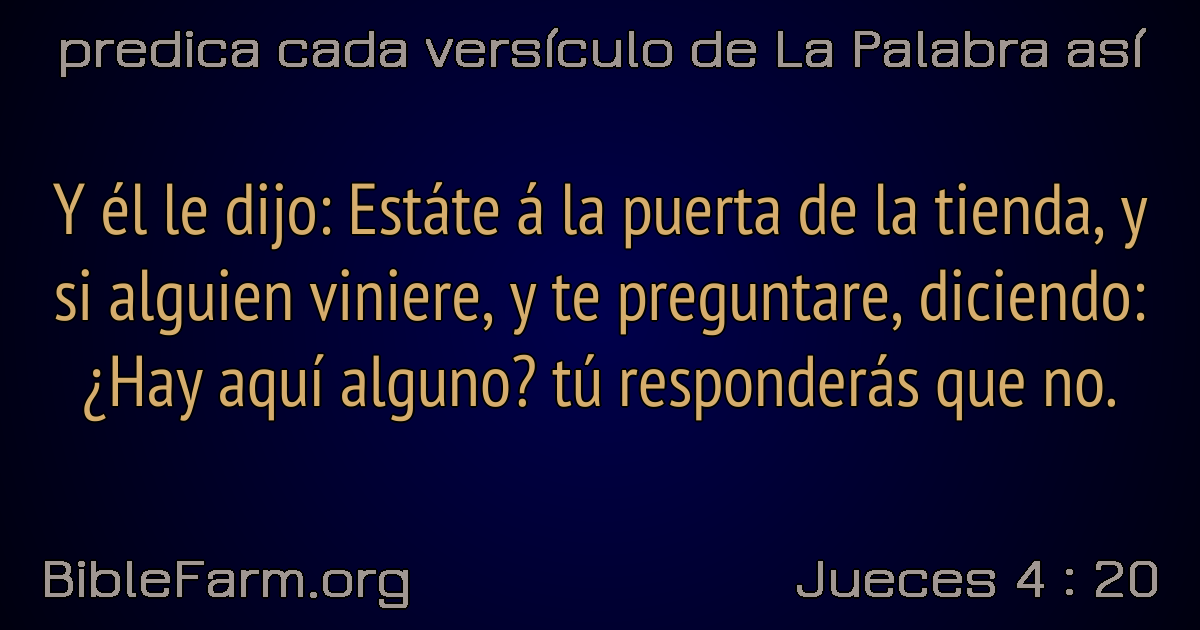 predica cada versículo de La Palabra así
Y él le dijo: Estáte á la puerta de la tienda, y
si alguien viniere, y te preguntare, diciendo:
¿Hay aquí alguno? tú responderás que no.
BibleFarm.org
Jueces 4 : 20